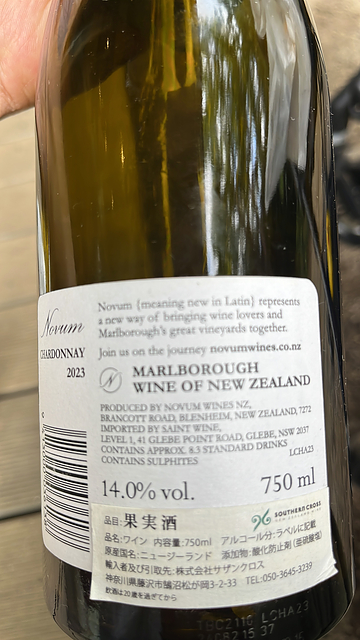 Novum
CHARDONNAY
2023
Novum {meaning new in Latin} represents
a new way of bringing wine lovers and
Marlborough's great vineyards together.
Join us on the journey novumwines.co.nz
MARLBOROUGH
WINE OF NEW ZEALAND
PRODUCED BY NOVUM WINES NZ,
BRANCOTT ROAD, BLENHEIM, NEW ZEALAND, 7272
IMPORTED BY SAINT WINE,
LEVEL 1, 41 GLEBE POINT ROAD, GLEBE, NSW 2037
CONTAINS APPROX. 8.3 STANDARD DRINKS
CONTAINS SULPHITES
LCHA23
14.0% vol. 750 ml
品目: 果実酒
SOUTHERN CROSS
品名:ワイン 内容量:750ml アルコール分:ラベルに記載
原産国名:ニュージーランド 添加物:酸化防止剤(亜硫酸塩)
輸入者及び引取先:株式会社サザンクロス
神奈川県藤沢市鵠沼松が岡3-2-33 TEL:050-3645-3239
飲酒は20歳を過ぎてから
LCHA23